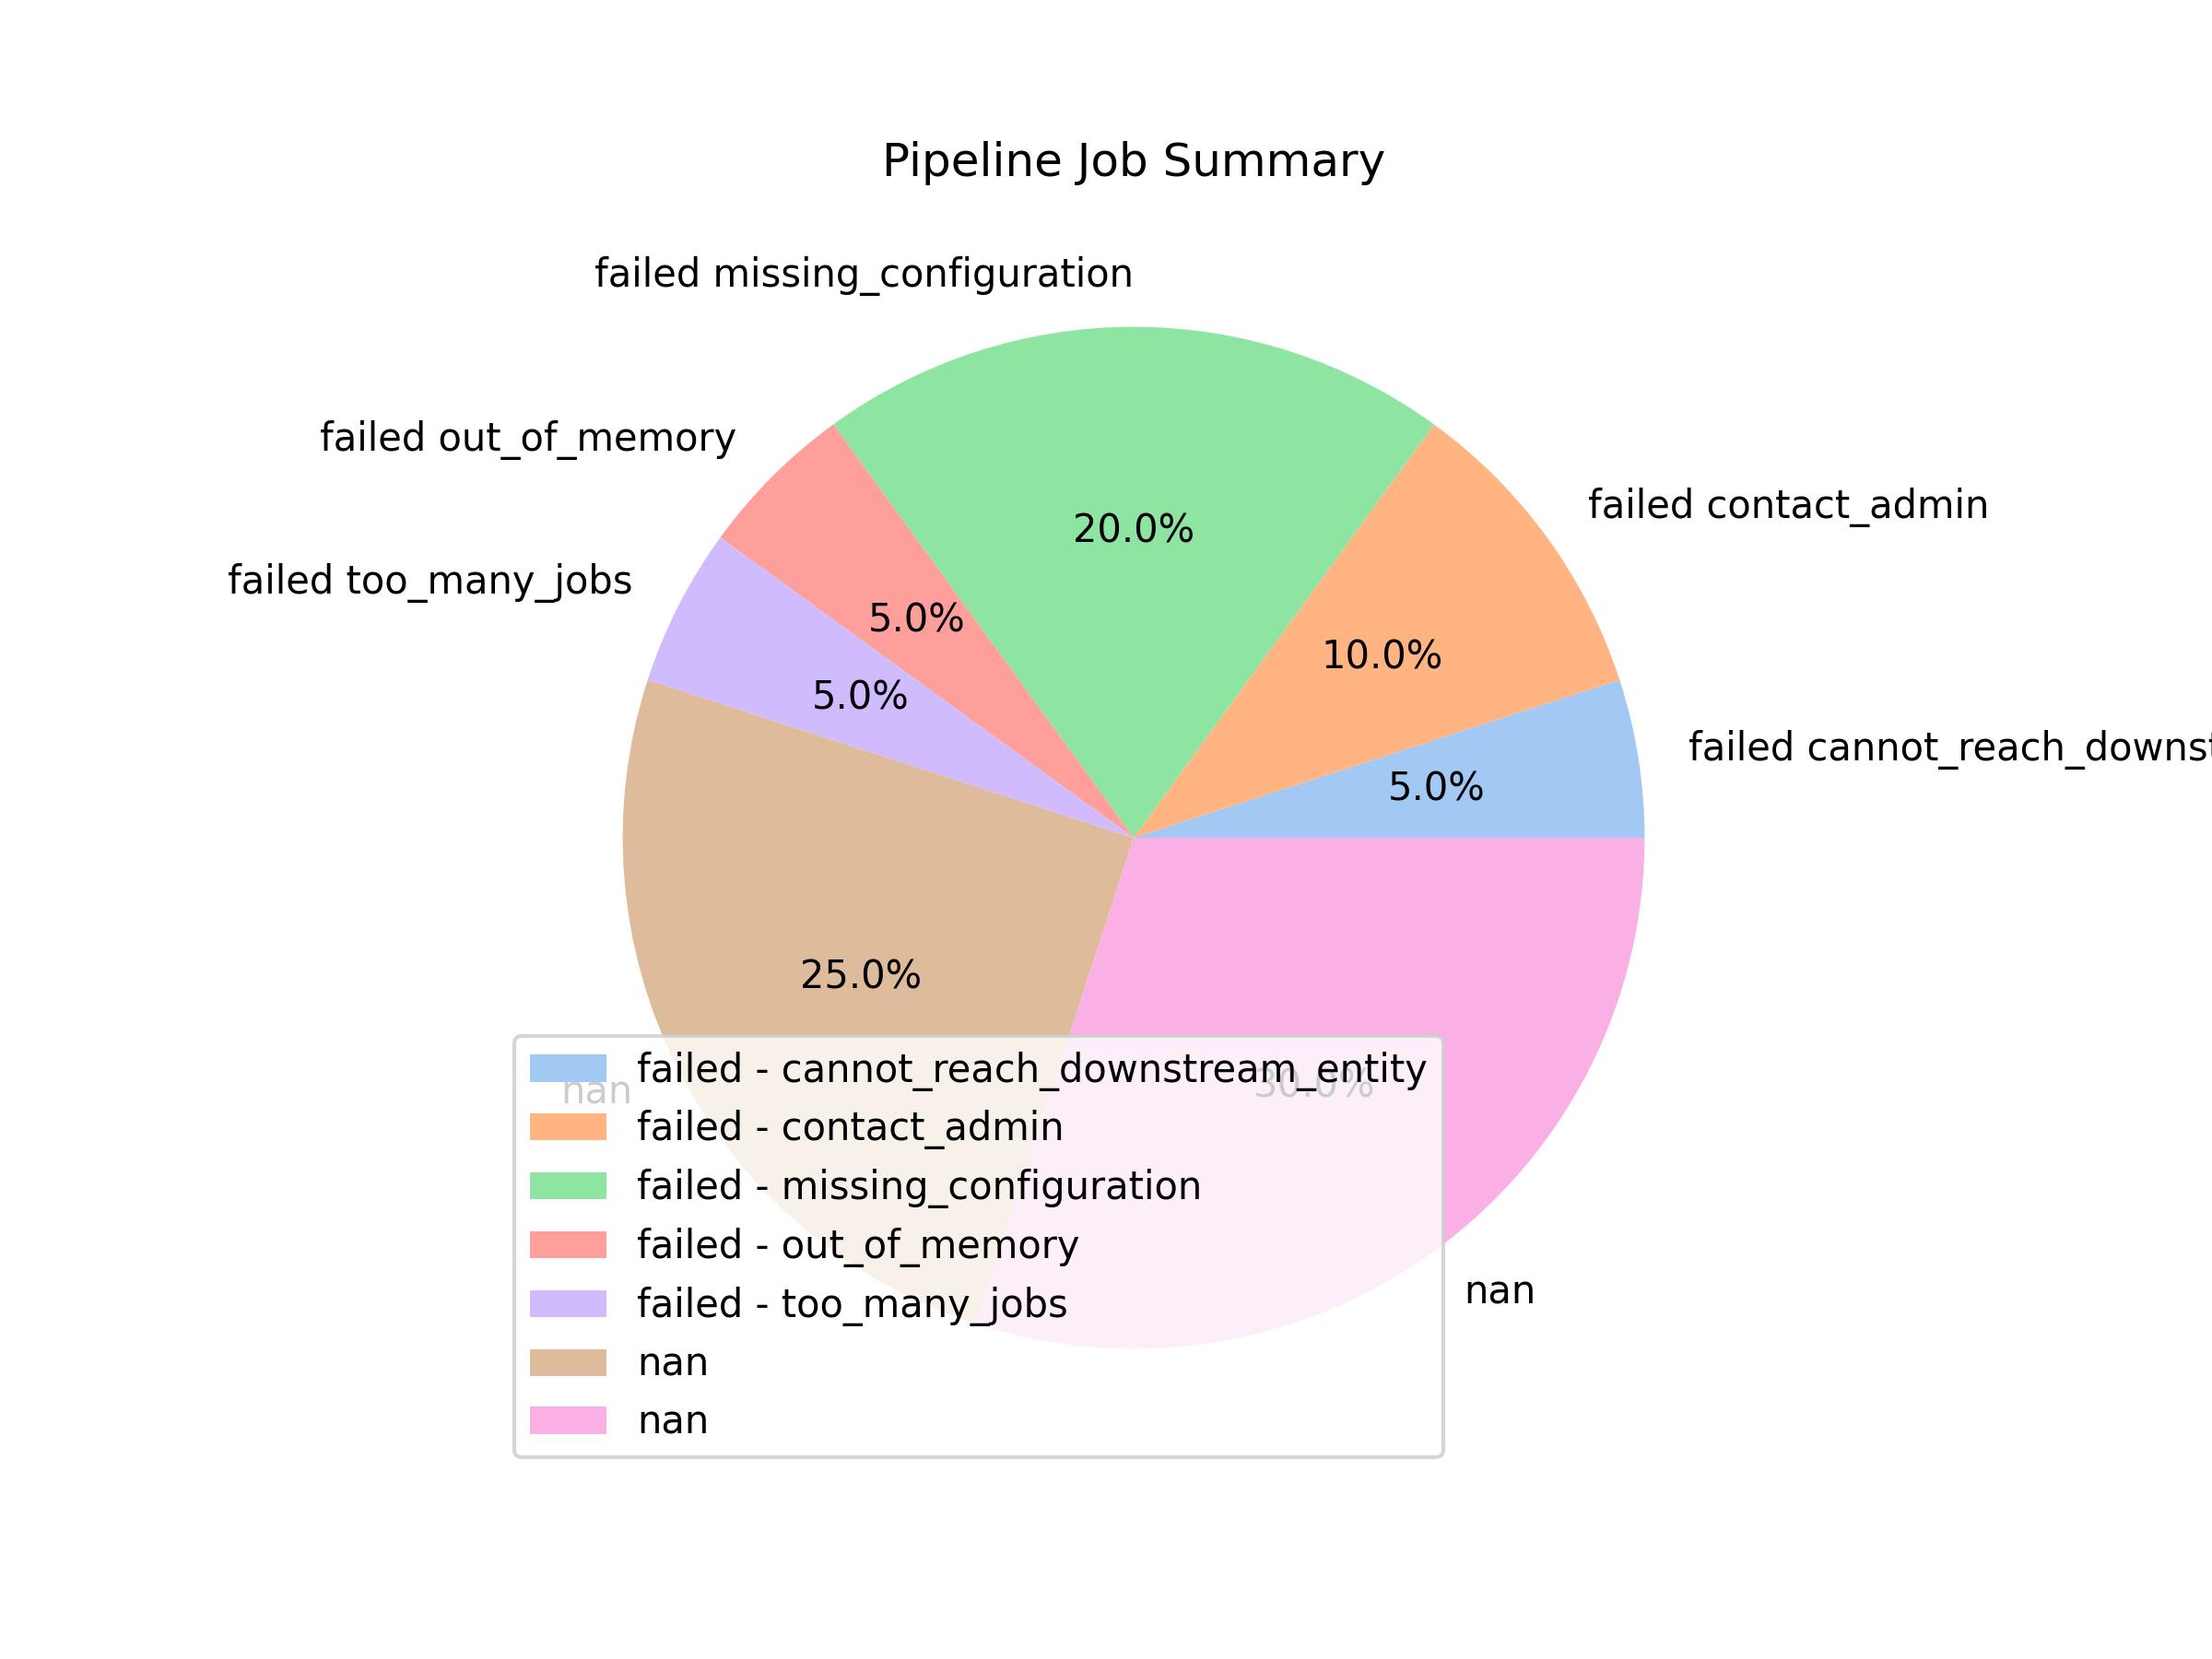 Pipeline Job Summary
failed missing_configuration
failed out_of_memory
failed contact_admin
20.0%
failed too_many_jobs
5.0%
10.0%
5.0%
failed cannot_reach_downst
5.0%
25.0%
failed - cannot_reach_downstream_entity
nan
30.0%
failed - contact_admin
failed - missing_configuration
failed - out_of_memory
nan
failed - too_many_jobs
nan
nan